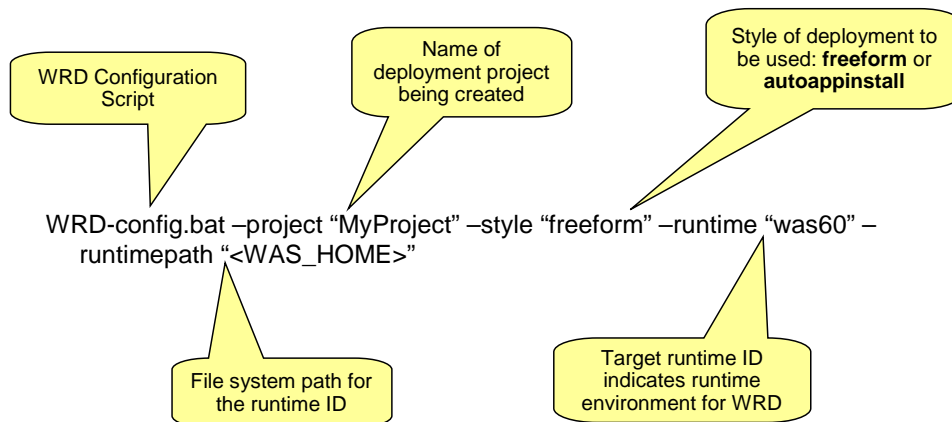 WRD Configuration
Script
Name of
deployment project
being created
Style of deployment to
be used: freeform or
autoappinstall
WRD-config.bat –project “MyProject” –style “freeform” –runtime “was60” –
runtimepath “<WAS_HOME>”
File system path for
the runtime ID
Target runtime ID
indicates runtime
environment for WRD